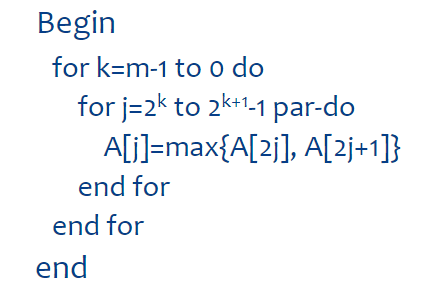 Begin
for k=m-1 to 0 do
for j=2ᵏ to 2ᵏ⁺¹-1 par-do
A[j]=max{A[2j], A[2j+1]}
end for
end for
end